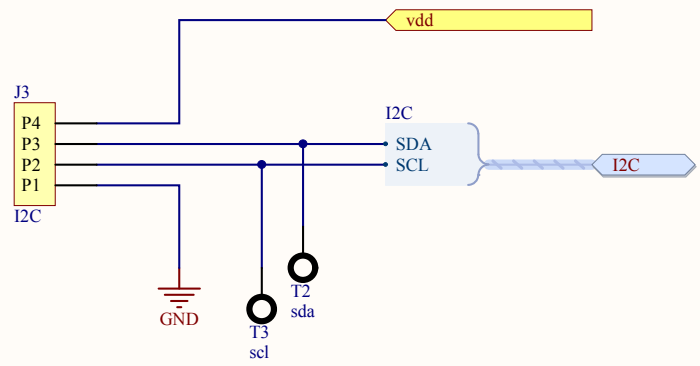 vdd
J3
P4
P3
P2
P1
I2C
I2C
SDA
SCL
I2C
GND
T2
sda
T3
scl